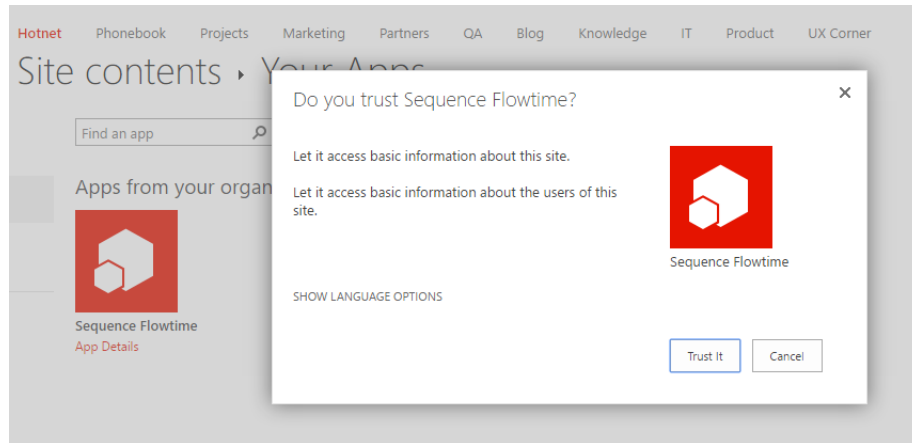 Hotnet Phonebook Projects Marketing Partners QA Blog Knowledge IT Product UX Corner
Site contents ▸ Your Apps
Find an app
Apps from your organ
Sequence Flowtime
App Details
Do you trust Sequence Flowtime?
Let it access basic information about this site.
Let it access basic information about the users of this
site.
Sequence Flowtime
SHOW LANGUAGE OPTIONS
Trust It Cancel